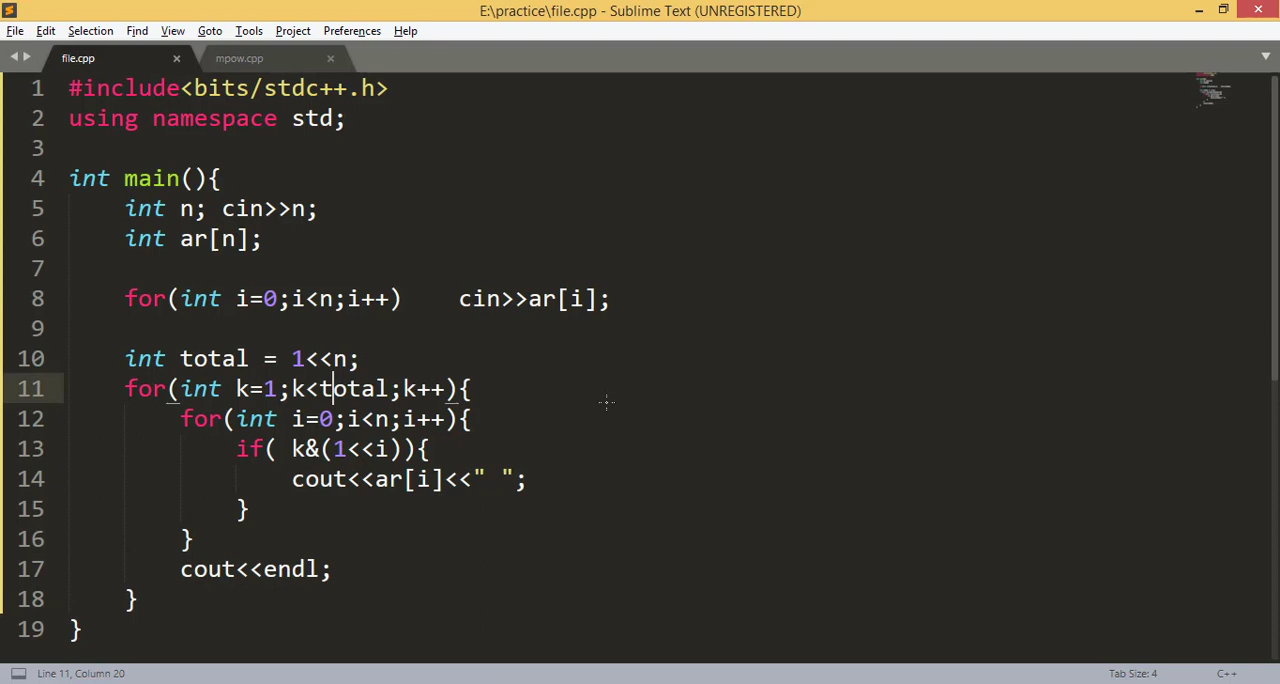 E:\practice\file.cpp - Sublime Text (UNREGISTERED)
File Edit Selection Find View Goto Tools Project Preferences Help
file.cpp mpow.cpp
1 #include<bits/stdc++.h>
2 using namespace std;
3
4 int main(){
5 int n; cin>>n;
6 int ar[n];
7
8 for(int i=0;i<n;i++) cin>>ar[i];
9
10 int total = 1<<n;
11 for(int k=1;k<total;k++){
12 for(int i=0;i<n;i++){
13 if( k&(1<<i)){
14 cout<<ar[i]<<" ";
15 }
16 }
17 cout<<endl;
18 }
19 }
Line 11, Column 20 Tab Size: 4 C++